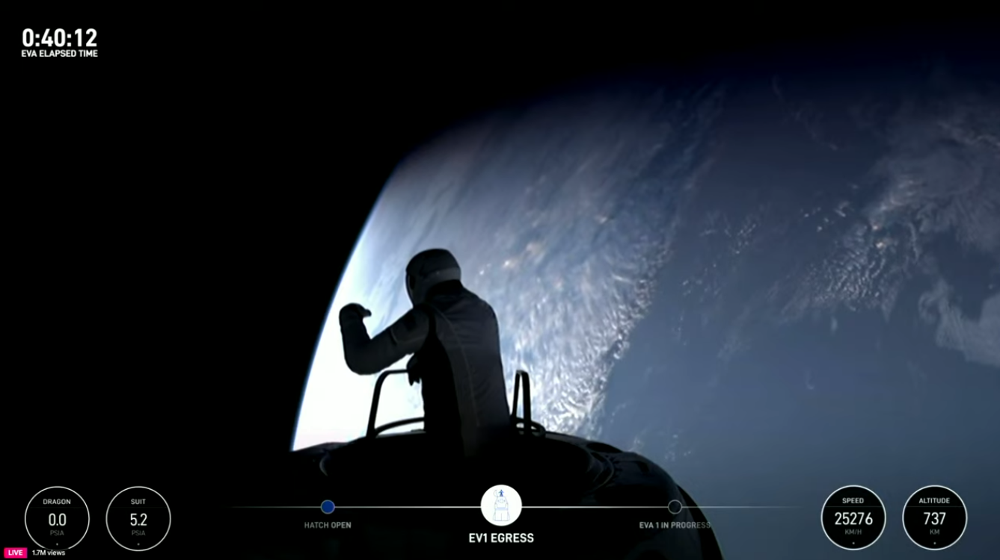 0:40:12
EVA ELAPSED TIME
DRAGON
0.0
PSIA
SUIT
5.2
PSIA
HATCH OPEN
EV1 EGRESS
EVA 1 IN PROGRESS
SPEED
25276
KM/H
ALTITUDE
737
KM
LIVE 1.7M views